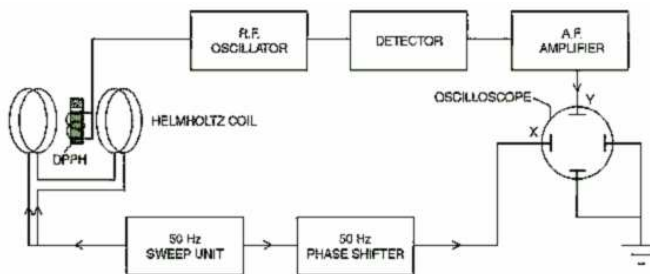 R.F.
OSCILLATOR
DETECTOR
A.F.
AMPLIFIER
OSCILLOSCOPE
Y
X
HELMHOLTZ COIL
DPPH
50 Hz
SWEEP UNIT
50 Hz
PHASE SHIFTER